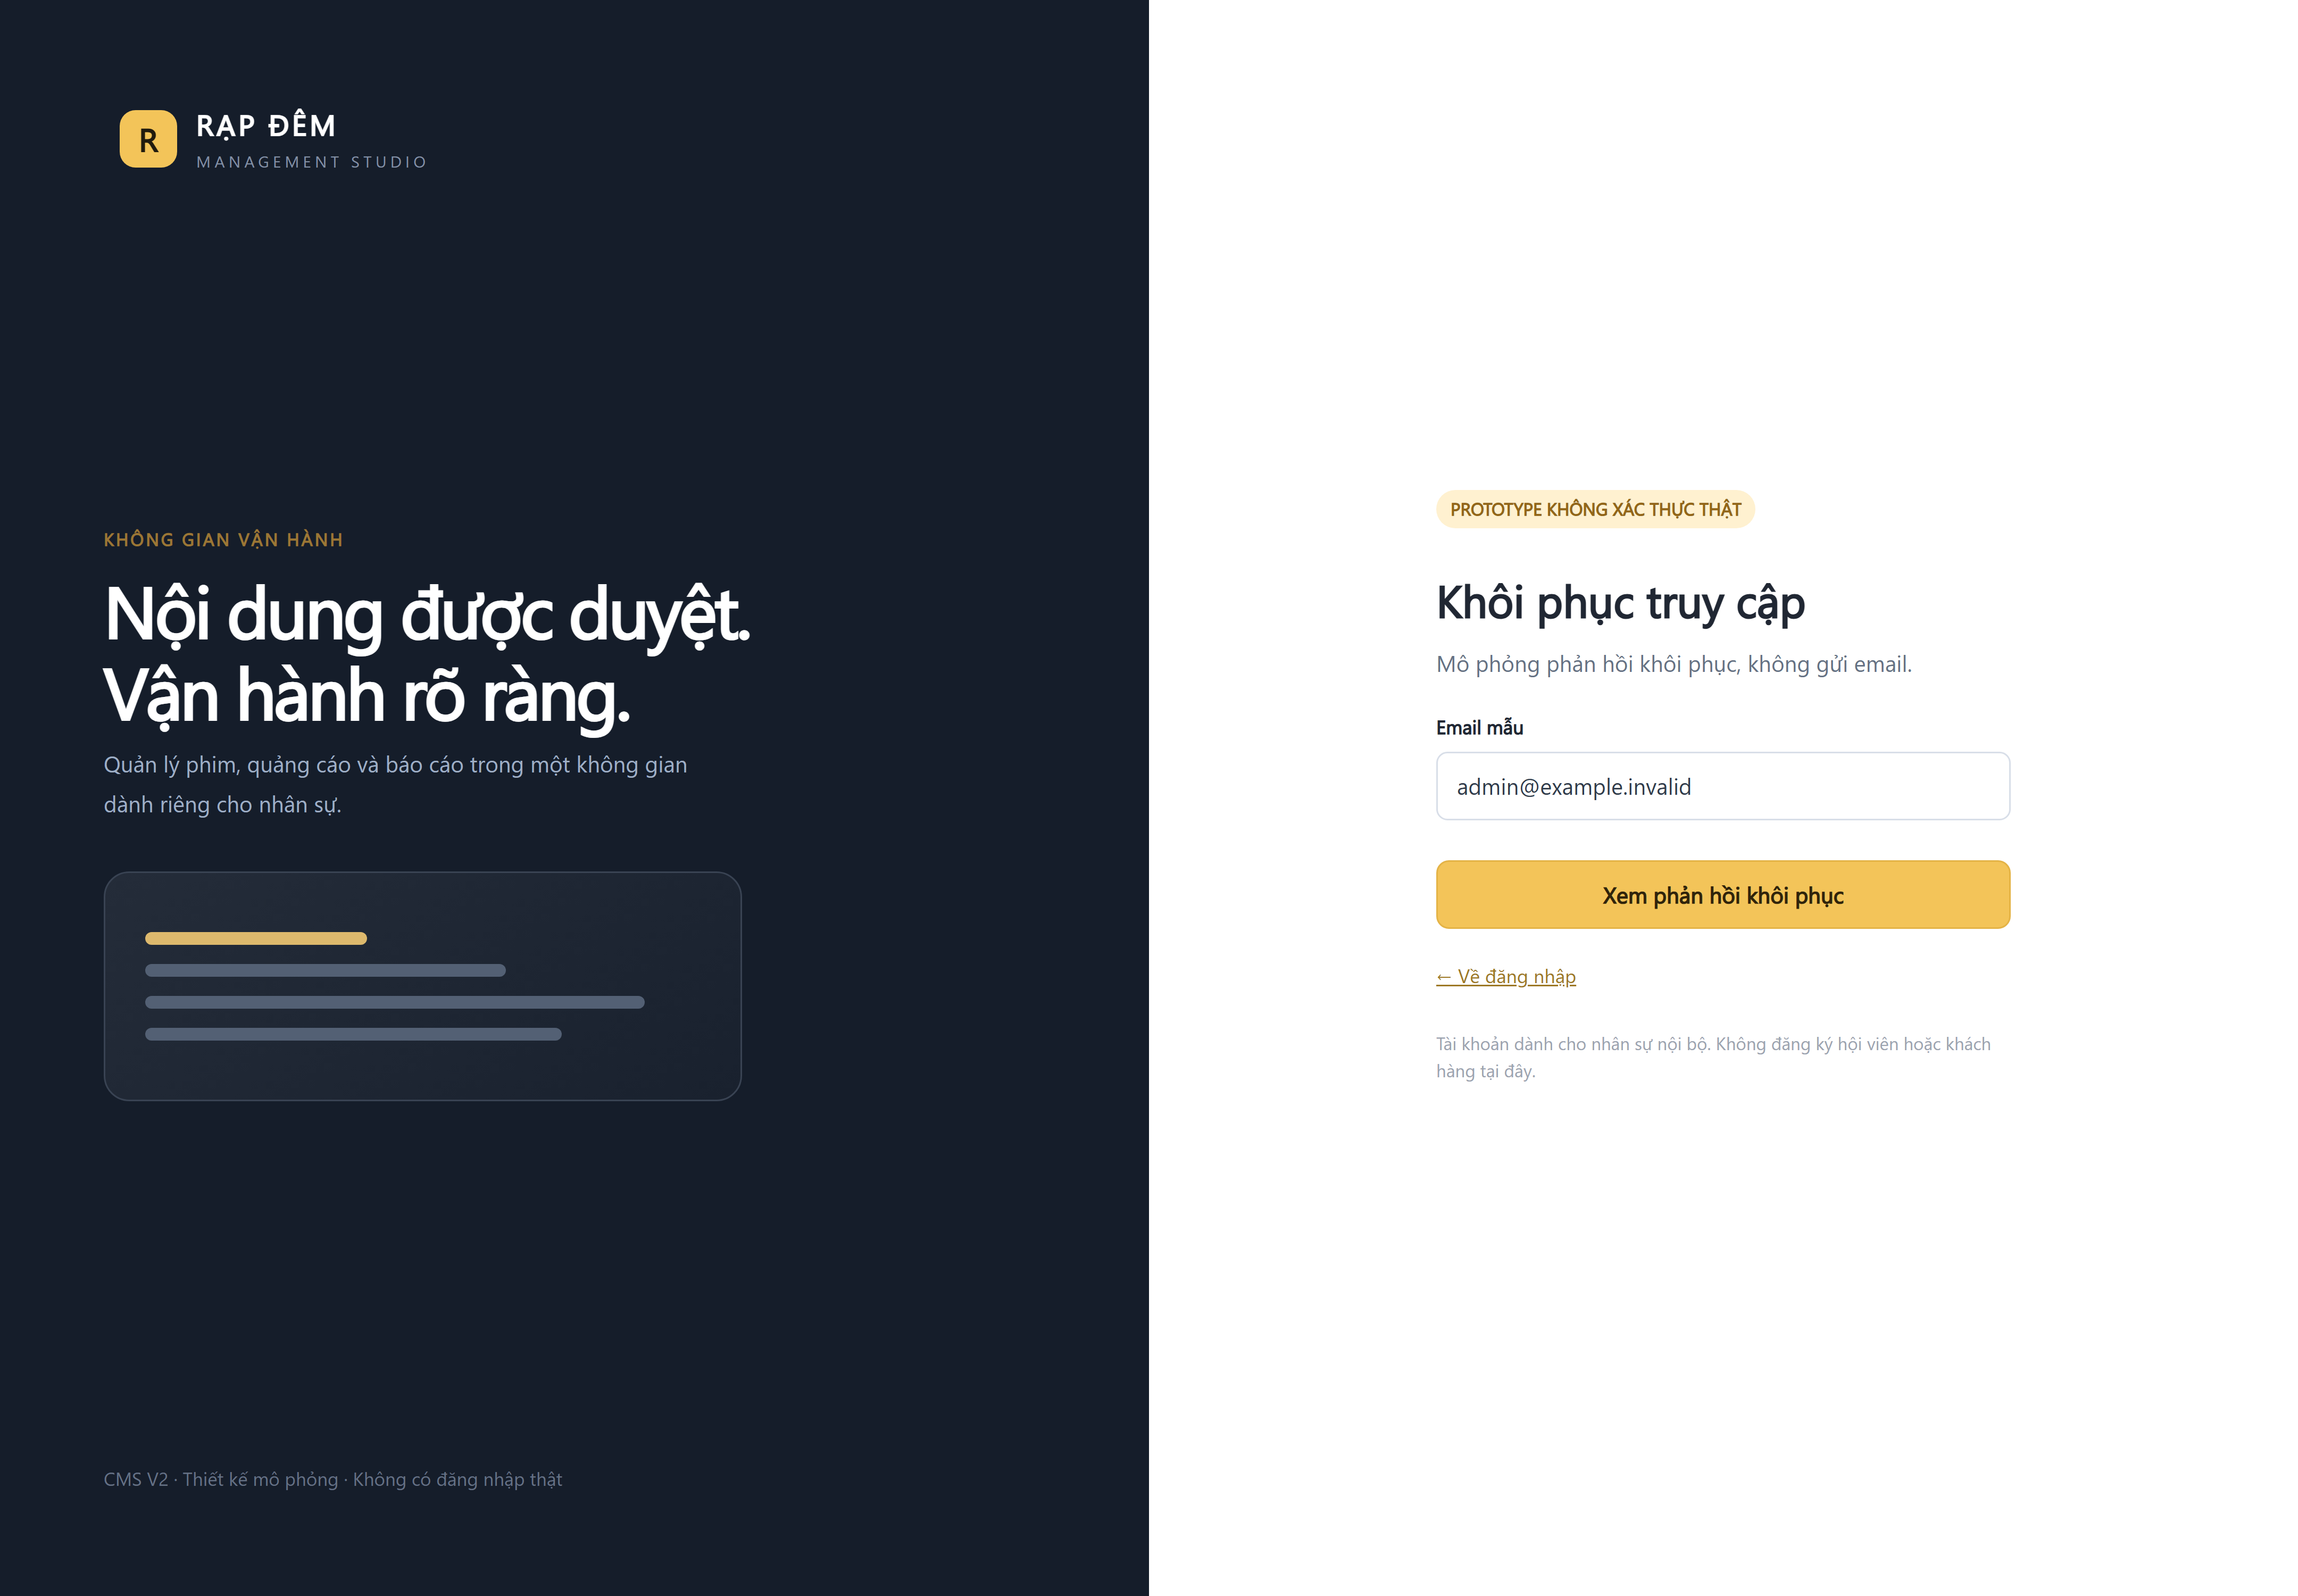 R
RẠP ĐÊM
MANAGEMENT STUDIO
KHÔNG GIAN VẬN HÀNH
Nội dung được duyệt.
Vận hành rõ ràng.
Quản lý phim, quảng cáo và báo cáo trong một không gian
dành riêng cho nhân sự.
CMS V2 · Thiết kế mô phỏng · Không có đăng nhập thật
PROTOTYPE KHÔNG XÁC THỰC THẬT
Khôi phục truy cập
Mô phỏng phản hồi khôi phục, không gửi email.
Email mẫu
admin@example.invalid
Xem phản hồi khôi phục
← Về đăng nhập
Tài khoản dành cho nhân sự nội bộ. Không đăng ký hội viên hoặc khách
hàng tại đây.